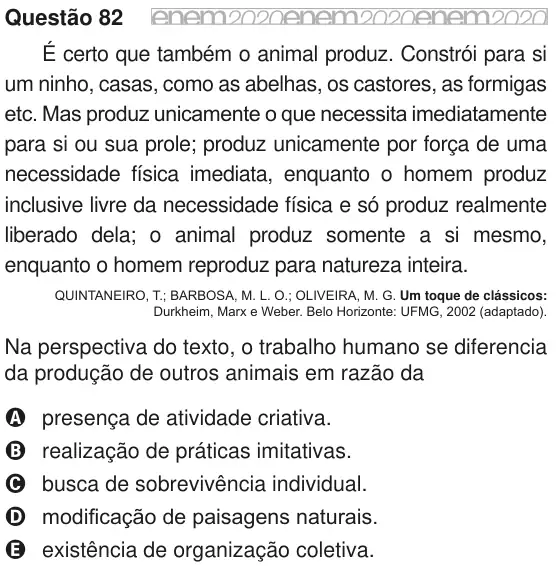 Questão 82 enem2020enem2020enem2020
É certo que também o animal produz. Constrói para si
um ninho, casas, como as abelhas, os castores, as formigas
etc. Mas produz unicamente o que necessita imediatamente
para si ou sua prole; produz unicamente por força de uma
necessidade física imediata, enquanto o homem produz
inclusive livre da necessidade física e só produz realmente
liberado dela; o animal produz somente a si mesmo,
enquanto o homem reproduz para natureza inteira.
QUINTANEIRO, T.; BARBOSA, M. L. O.; OLIVEIRA, M. G. Um toque de clássicos:
Durkheim, Marx e Weber. Belo Horizonte: UFMG, 2002 (adaptado).
Na perspectiva do texto, o trabalho humano se diferencia
da produção de outros animais em razão da
A presença de atividade criativa.
B realização de práticas imitativas.
C busca de sobrevivência individual.
D modificação de paisagens naturais.
E existência de organização coletiva.